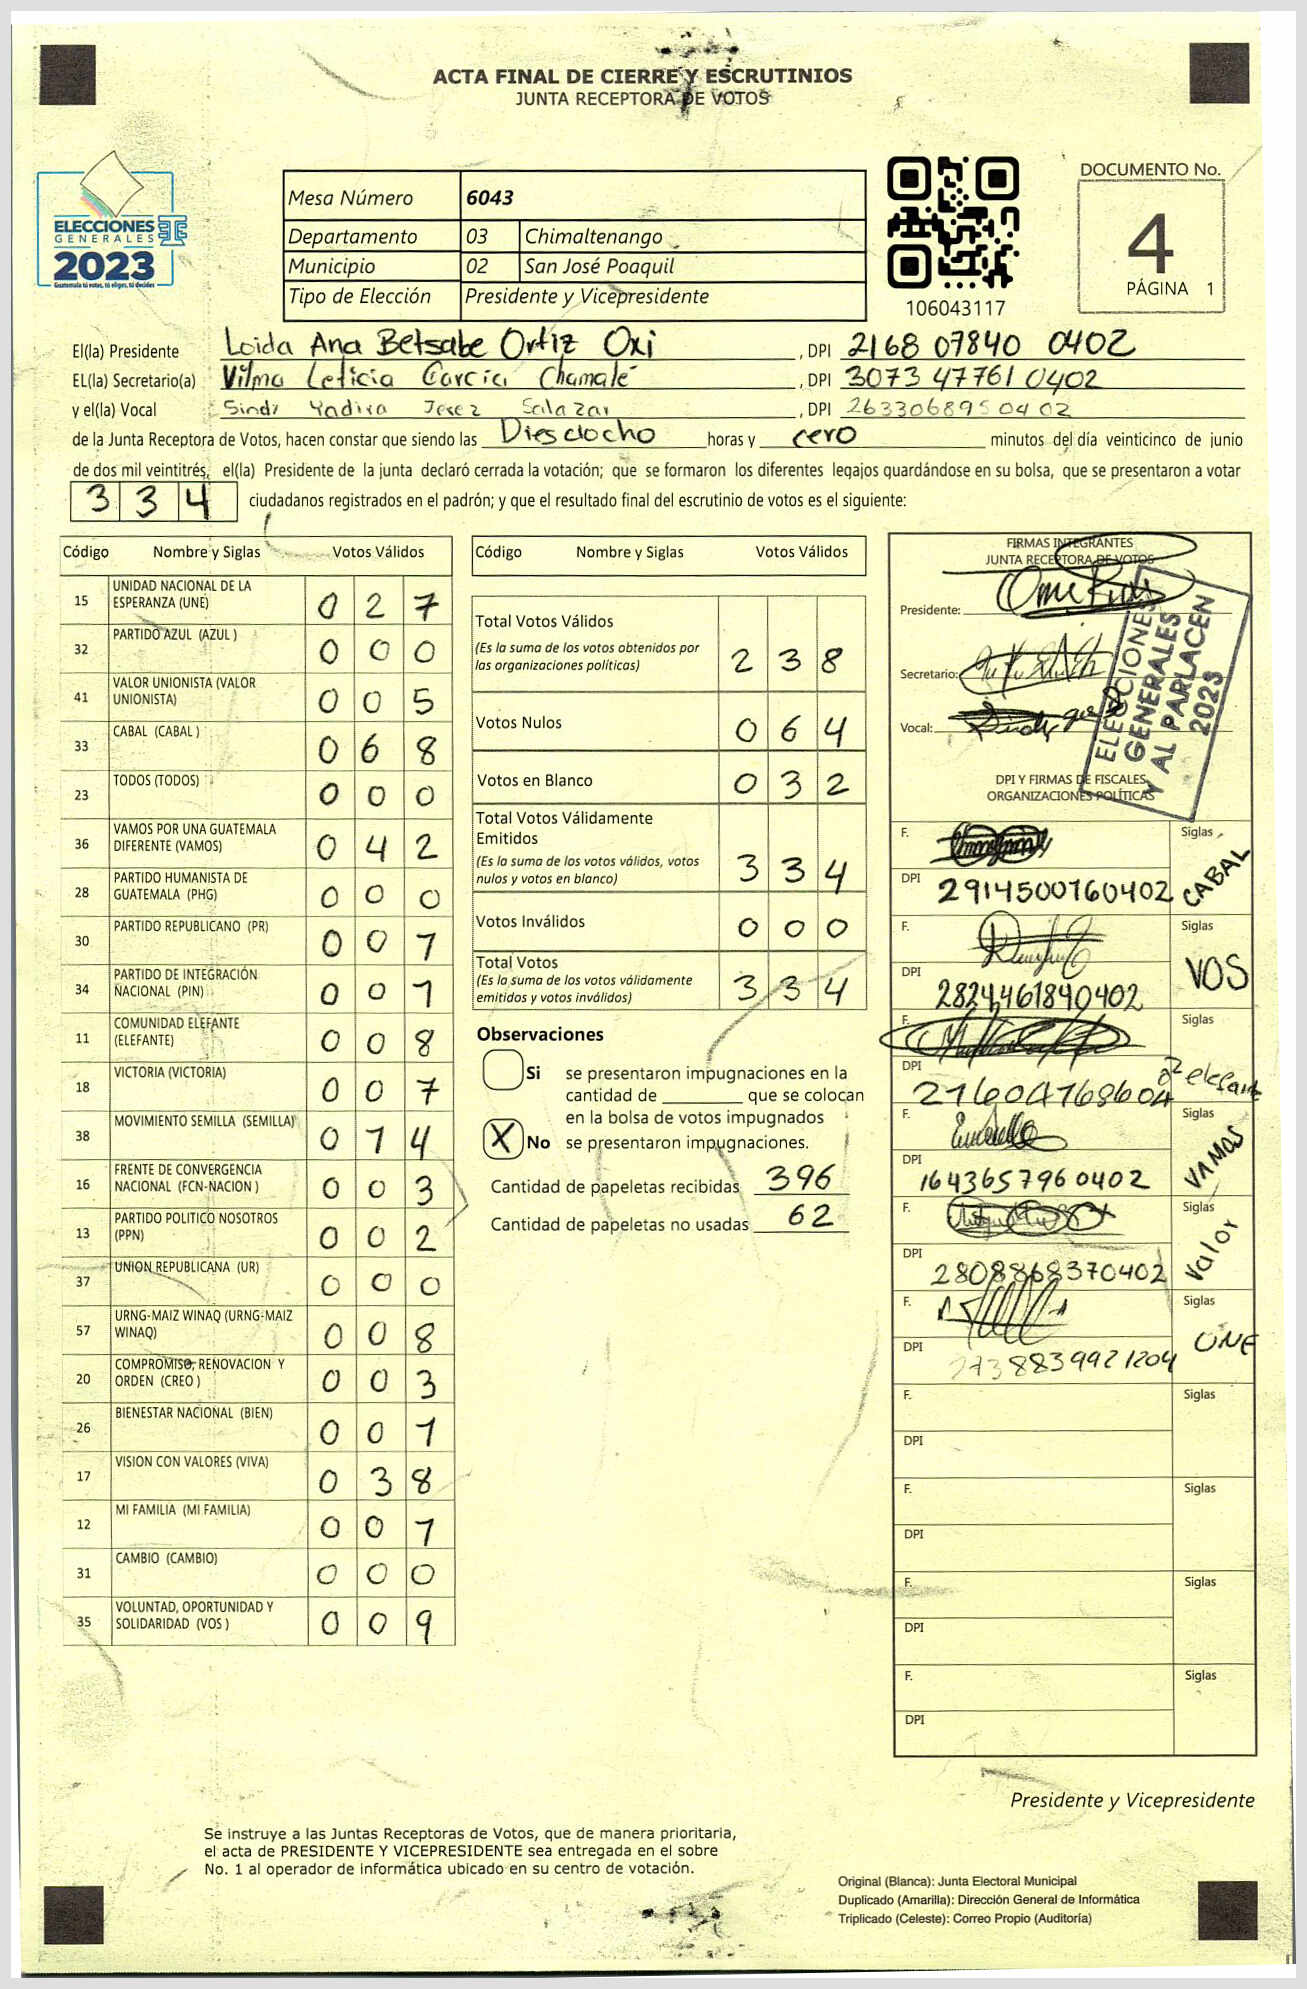 ACTA FINAL DE CIERRE Y ESCRUTINIOS
JUNTA RECEPTORA DE VOTOS
ELECCIONES
GENERALES
2023
Guatemala tú votas, tú eliges, tú decides
Mesa Número 6043
Departamento 03 Chimaltenango
Municipio 02 San José Poaquil
Tipo de Elección Presidente y Vicepresidente
106043117
DOCUMENTO No.
4
PÁGINA 1
El(la) Presidente Loida Ana Betsabe Ortiz Oxi , DPI 2168 07840 0402
EL(la) Secretario(a) Vilma Leticia García Chamalé , DPI 3073 47761 0402
y el(la) Vocal Sindi Yadira Jerez Salazar , DPI 2633068950402
de la Junta Receptora de Votos, hacen constar que siendo las Diesciocho horas y cero minutos del día veinticinco de junio
de dos mil veintitrés, el(la) Presidente de la junta declaró cerrada la votación; que se formaron los diferentes legajos guardándose en su bolsa, que se presentaron a votar
334 ciudadanos registrados en el padrón; y que el resultado final del escrutinio de votos es el siguiente:
Código Nombre y Siglas Votos Válidos
15 UNIDAD NACIONAL DE LA
ESPERANZA (UNE) 0 2 7
32 PARTIDO AZUL (AZUL ) 0 0 0
41 VALOR UNIONISTA (VALOR
UNIONISTA) 0 0 5
33 CABAL (CABAL ) 0 6 8
23 TODOS (TODOS) 0 0 0
36 VAMOS POR UNA GUATEMALA
DIFERENTE (VAMOS) 0 4 2
28 PARTIDO HUMANISTA DE
GUATEMALA (PHG) 0 0 0
30 PARTIDO REPUBLICANO (PR) 0 0 1
34 PARTIDO DE INTEGRACIÓN
NACIONAL (PIN) 0 0 1
11 COMUNIDAD ELEFANTE
(ELEFANTE) 0 0 8
18 VICTORIA (VICTORIA) 0 0 7
38 MOVIMIENTO SEMILLA (SEMILLA) 0 1 4
16 FRENTE DE CONVERGENCIA
NACIONAL (FCN-NACION ) 0 0 3
13 PARTIDO POLITICO NOSOTROS
(PPN) 0 0 2
37 UNION REPUBLICANA (UR) 0 0 0
57 URNG-MAIZ WINAQ (URNG-MAIZ
WINAQ) 0 0 8
20 COMPROMISO, RENOVACION Y
ORDEN (CREO ) 0 0 3
26 BIENESTAR NACIONAL (BIEN) 0 0 1
17 VISION CON VALORES (VIVA) 0 3 8
12 MI FAMILIA (MI FAMILIA) 0 0 1
31 CAMBIO (CAMBIO) 0 0 0
35 VOLUNTAD, OPORTUNIDAD Y
SOLIDARIDAD (VOS ) 0 0 9
Código Nombre y Siglas Votos Válidos
Total Votos Válidos
(Es la suma de los votos obtenidos por
las organizaciones políticas) 2 3 8
Votos Nulos 0 6 4
Votos en Blanco 0 3 2
Total Votos Válidamente
Emitidos
(Es la suma de los votos válidos, votos
nulos y votos en blanco) 3 3 4
Votos Inválidos 0 0 0
Total Votos
(Es la suma de los votos válidamente
emitidos y votos inválidos) 3 3 4
Observaciones
Si se presentaron impugnaciones en la
cantidad de ________ que se colocan
en la bolsa de votos impugnados
X No se presentaron impugnaciones.
Cantidad de papeletas recibidas 396
Cantidad de papeletas no usadas 62
FIRMAS INTEGRANTES
JUNTA RECEPTORA DE VOTOS
Presidente:
Secretario:
Vocal:
ELECCIONES
GENERALES
Y AL PARLACEN
2023
DPI Y FIRMAS DE FISCALES
ORGANIZACIONES POLÍTICAS
F. Siglas
DPI 2914500160402 CABAL
F. Siglas
DPI 2824461840402 VOS
F. Siglas
DPI elefante
F. Siglas
DPI 1643657960402 VAMOS
F. Siglas
DPI 2808868370402 Valor
F. Siglas
DPI 2738839921204 UNE
F. Siglas
DPI
F. Siglas
DPI
F. Siglas
DPI
F. Siglas
DPI
Presidente y Vicepresidente
Se instruye a las Juntas Receptoras de Votos, que de manera prioritaria,
el acta de PRESIDENTE Y VICEPRESIDENTE sea entregada en el sobre
No. 1 al operador de informática ubicado en su centro de votación.
Original (Blanca): Junta Electoral Municipal
Duplicado (Amarilla): Dirección General de Informática
Triplicado (Celeste): Correo Propio (Auditoría)